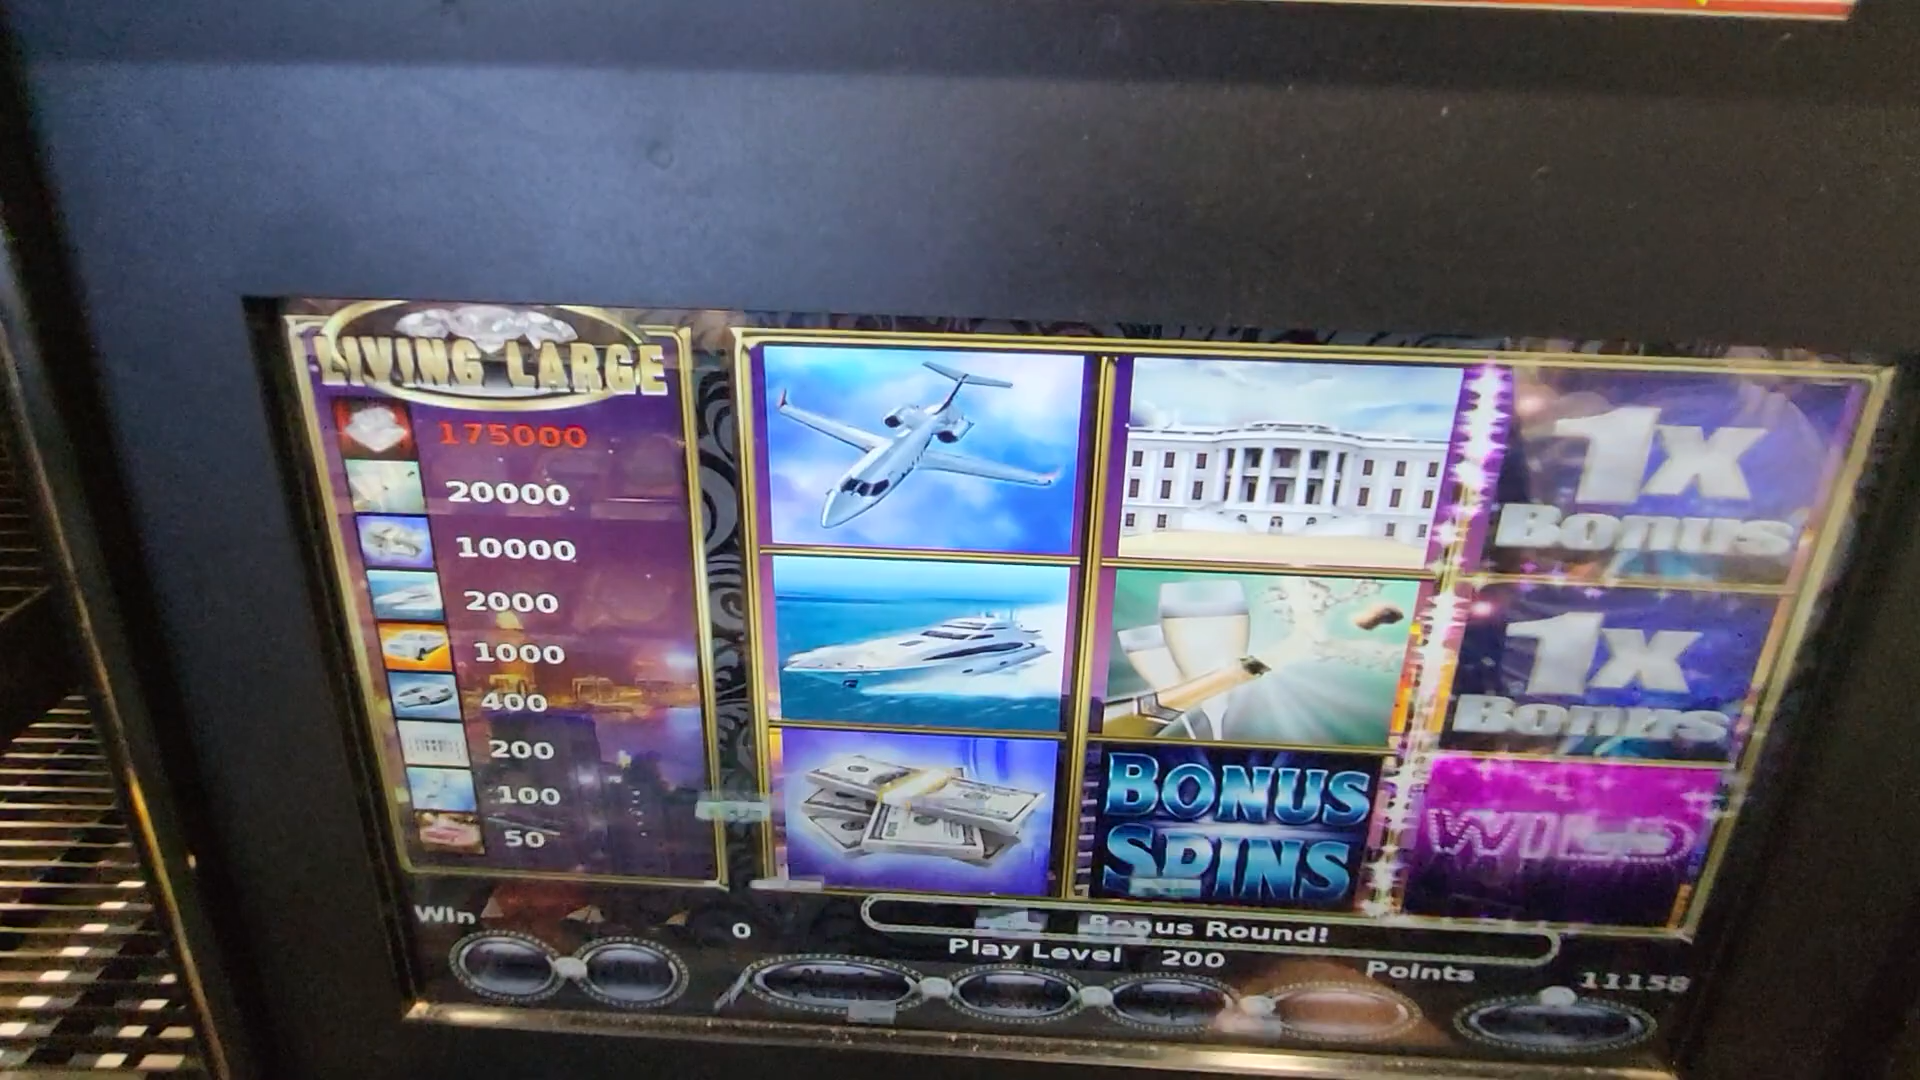 LIVING LARGE
175000
20000
10000
2000
1000
400
200
100
50
1x
Bonus
1x
Bonus
BONUS
SPINS
WILD
Win 0
Bonus Round!
Play Level 200
Points 11158